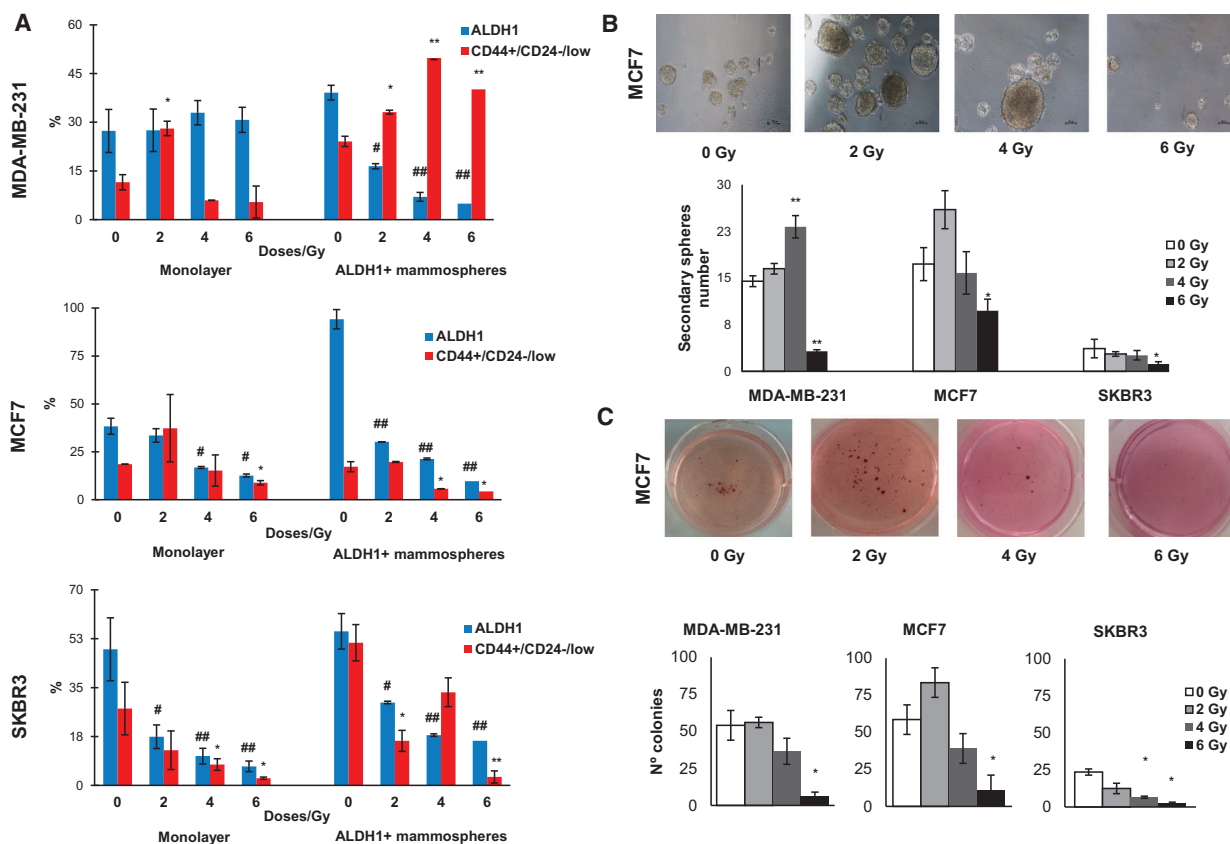 A
MDA-MB-231
60
45
30
15
0
%
ALDH1
CD44+/CD24-/low
*
**
*
**
#
##
##
0 2 4 6 0 2 4 6
Doses/Gy
Monolayer ALDH1+ mammospheres
MCF7
100
75
50
25
0
%
ALDH1
CD44+/CD24-/low
# # * ## ## * ## *
0 2 4 6 0 2 4 6
Doses/Gy
Monolayer ALDH1+ mammospheres
SKBR3
70
53
35
18
0
%
ALDH1
CD44+/CD24-/low
# ## * ## * # * ## ## **
0 2 4 6 0 2 4 6
Doses/Gy
Monolayer ALDH1+ mammospheres
B
MCF7
0 Gy 2 Gy 4 Gy 6 Gy
Secondary spheres
number
30
23
15
8
0
** ** * *
0 Gy
2 Gy
4 Gy
6 Gy
MDA-MB-231 MCF7 SKBR3
C
MCF7
0 Gy 2 Gy 4 Gy 6 Gy
MDA-MB-231 MCF7 SKBR3
Nº colonies
100
75
50
25
0
*
100
75
50
25
0
*
100
75
50
25
0
* *
0 Gy
2 Gy
4 Gy
6 Gy